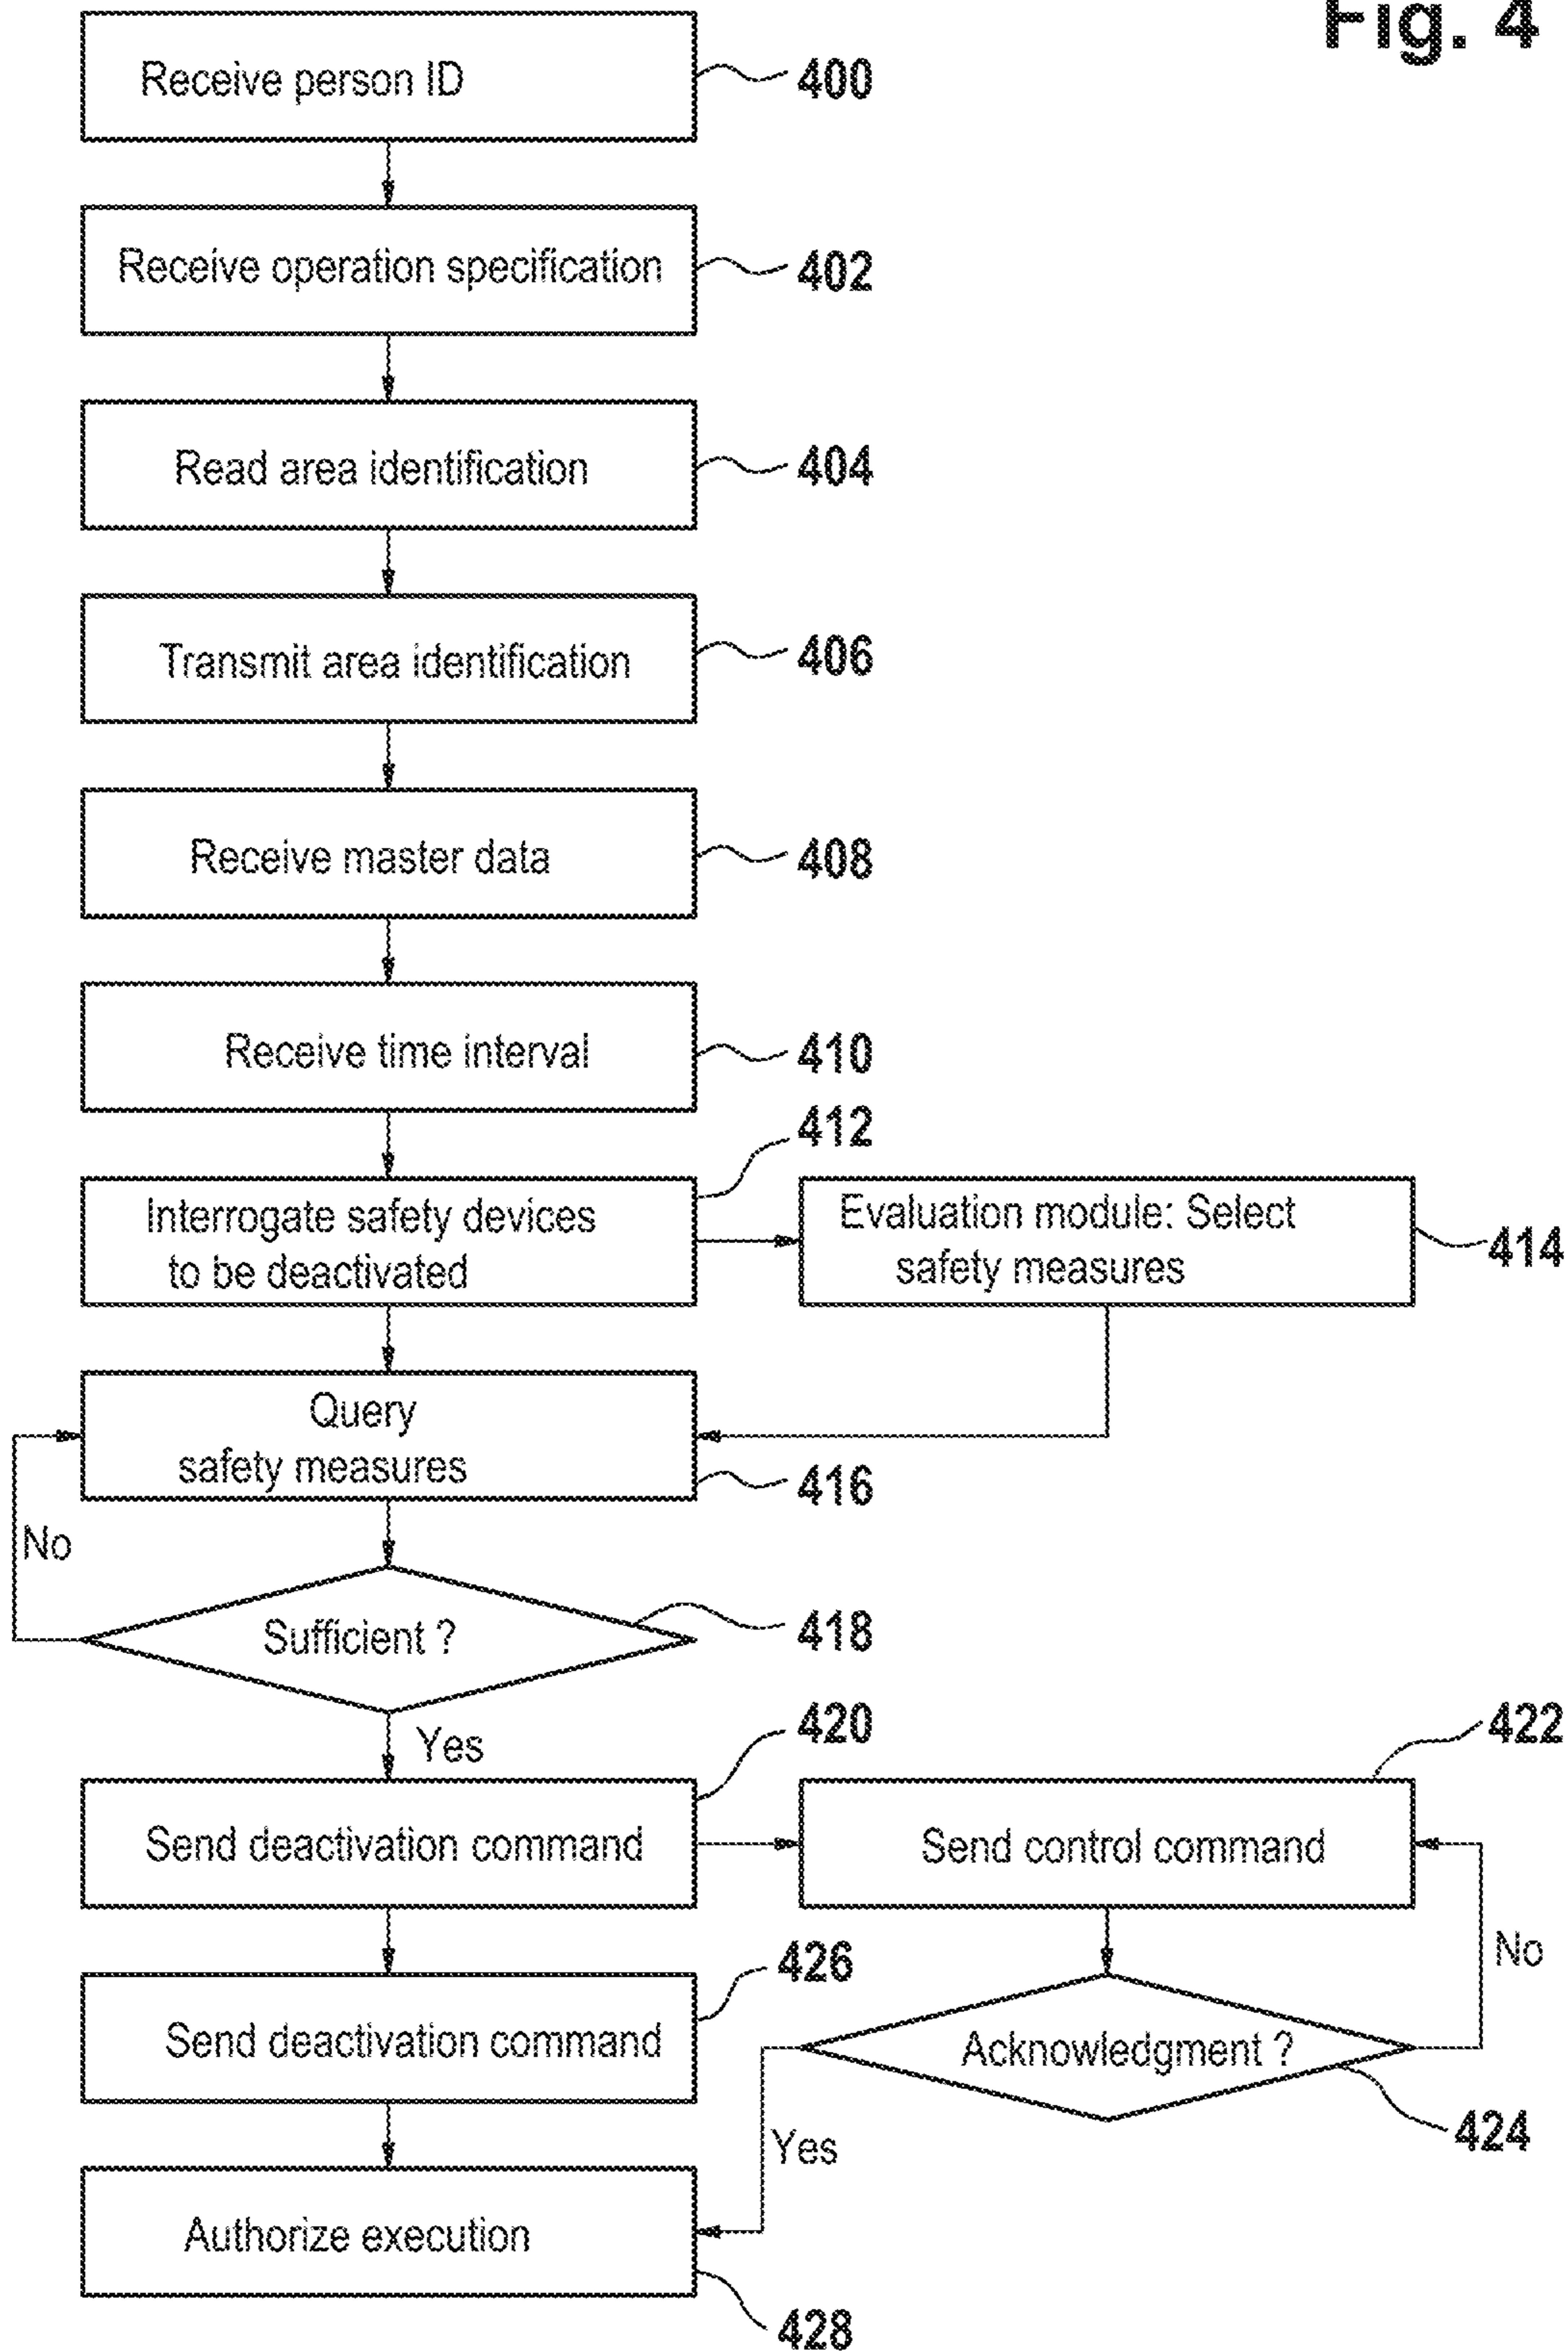 Fig. 4
Receive person ID
400
Receive operation specification
402
Read area identification
404
Transmit area identification
406
Receive master data
408
Receive time interval
410
412
Interrogate safety devices
to be deactivated
Evaluation module: Select
safety measures
414
Query
safety measures
416
No
Sufficient ?
418
Yes
420
422
Send deactivation command
Send control command
No
426
Send deactivation command
Acknowledgment ?
424
Yes
Authorize execution
428